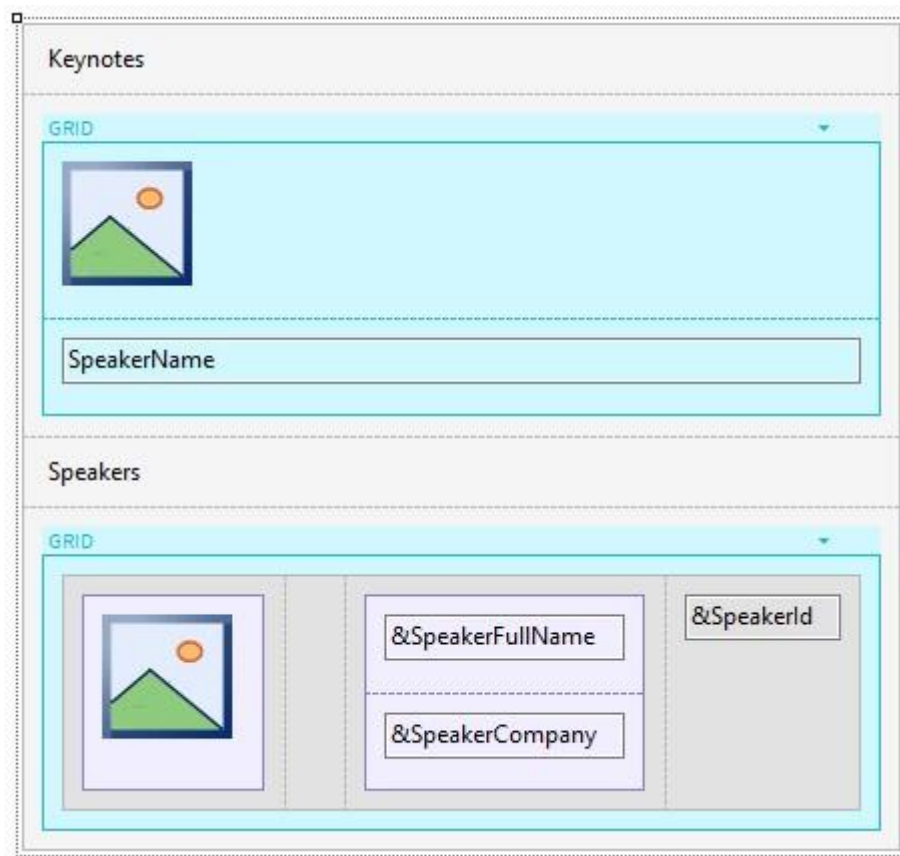 Keynotes
GRID
SpeakerName
Speakers
GRID
&SpeakerFullName
&SpeakerId
&SpeakerCompany